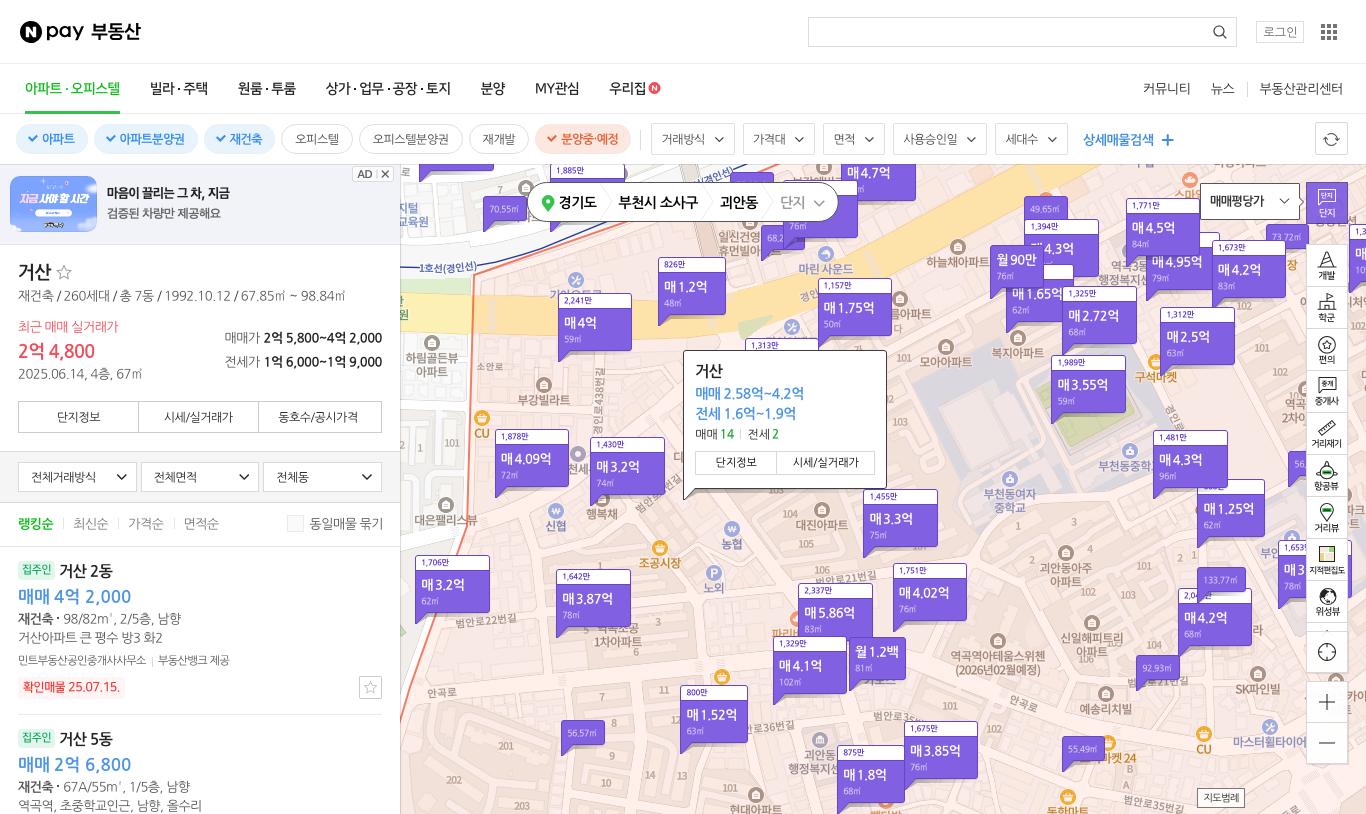 N pay 부동산
로그인
아파트·오피스텔 빌라·주택 원룸·투룸 상가·업무·공장·토지 분양 MY관심 우리집 N 커뮤니티 뉴스 부동산관리센터
아파트 아파트분양권 재건축 오피스텔 오피스텔분양권 재개발 분양중·예정 거래방식 가격대 면적 사용승인일 세대수 상세매물검색
지금 사야 할 시간
마음이 끌리는 그 차, 지금
검증된 차량만 제공해요
AD
거산
재건축 / 260세대 / 총 7동 / 1992.10.12 / 67.85㎡ ~ 98.84㎡
최근 매매 실거래가
2억 4,800
2025.06.14, 4층, 67㎡
매매가 2억 5,800~4억 2,000
전세가 1억 6,000~1억 9,000
단지정보 시세/실거래가 동호수/공시가격
전체거래방식 전체면적 전체동
랭킹순 최신순 가격순 면적순 동일매물 묶기
집주인 거산 2동
매매 4억 2,000
재건축 · 98/82m², 2/5층, 남향
거산아파트 큰 평수 방3 화2
민트부동산공인중개사사무소 부동산뱅크 제공
확인매물 25.07.15.
집주인 거산 5동
매매 2억 6,800
재건축 · 67A/55m², 1/5층, 남향
역곡역, 초중학교인근, 남향, 올수리
경기도 부천시 소사구 괴안동 단지
매매평당가
단지
단지
개발
학군
편의
중개
중개사
거리재기
항공뷰
거리뷰
지적편집도
위성뷰
지도범례
거산
매매 2.58억~4.2억
전세 1.6억~1.9억
매매 14 전세 2
단지정보 시세/실거래가
1,885만
매4.7억
70.55㎡
76㎡
49.65㎡
1,771만
매4.5억
84㎡
73.72㎡
1,394만
매4.3억
월90만
76㎡
매4.95억
79㎡
1,673만
매4.2억
83㎡
826만
매1.2억
48㎡
2,241만
매4억
59㎡
1,157만
매1.75억
50㎡
매1.65억
62㎡
1,325만
매2.72억
68㎡
1,312만
매2.5억
63㎡
1,313만
1,989만
매3.55억
59㎡
1,878만
매4.09억
72㎡
1,430만
매3.2억
74㎡
1,481만
매4.3억
96㎡
매1.25억
62㎡
1,455만
매3.3억
75㎡
1,706만
매3.2억
62㎡
1,642만
매3.87억
78㎡
1,751만
매4.02억
76㎡
2,337만
매5.86억
83㎡
133.77㎡
매4.2억
68㎡
1,329만
매4.1억
102㎡
월1.2백
81㎡
92.93㎡
800만
매1.52억
63㎡
56.57㎡
1,675만
매3.85억
76㎡
875만
매1.8억
68㎡
55.49㎡
1호선(경인선)
마린 사운드
하늘채아파트
하림골든뷰
아파트
소안로
부강빌라트
모아아파트
복지아파트
구석마켓
CU
경인로438번길
부천동중학교
부천동여자
중학교
대은팰리스뷰
신협
행복채
농협
대진아파트
조공시장
노외
범안로21번길
괴안동아주
아파트
범안로22번길
1차아파트
신일해피트리
아파트
역곡역아테움스위첸
(2026년02월예정)
안곡로
예송리치빌
SK파인빌
CU
마스터휠타이어
범안로36번길
범안로35번길
현대아파트
201
202
203